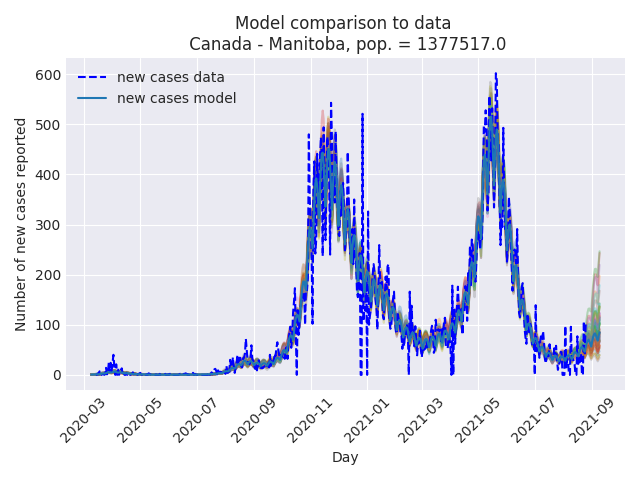 Model comparison to data
Canada - Manitoba, pop. = 1377517.0
new cases data
new cases model
Number of new cases reported
600
500
400
300
200
100
0
2020-03
2020-05
2020-07
2020-09
2020-11
2021-01
2021-03
2021-05
2021-07
2021-09
Day